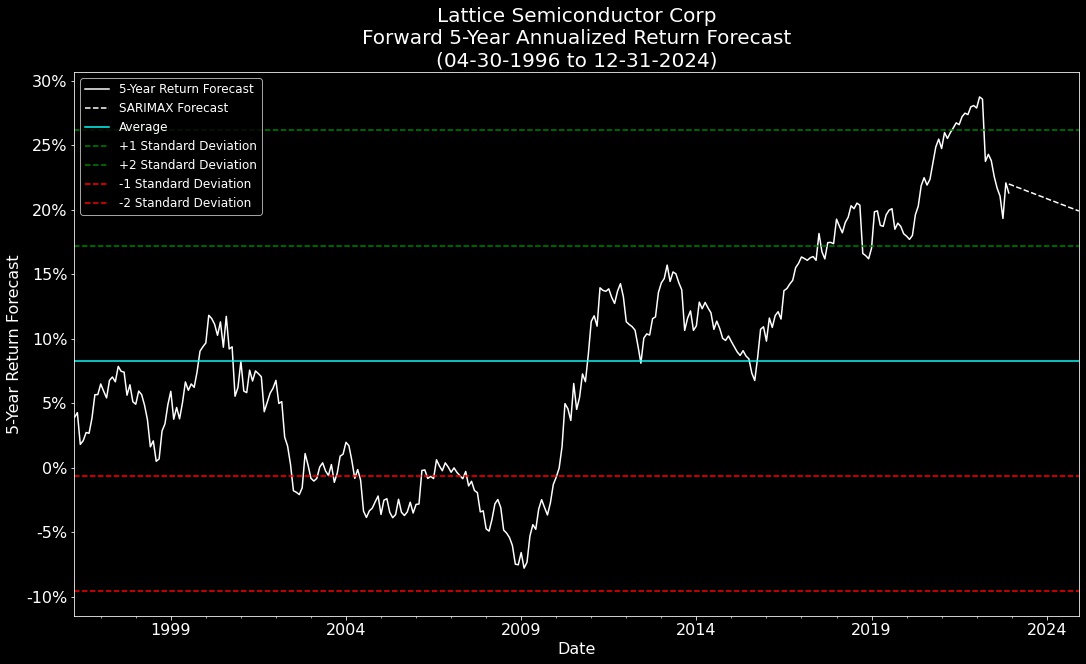 Lattice Semiconductor Corp
Forward 5-Year Annualized Return Forecast
(04-30-1996 to 12-31-2024)
5-Year Return Forecast
SARIMAX Forecast
Average
+1 Standard Deviation
+2 Standard Deviation
-1 Standard Deviation
-2 Standard Deviation
5-Year Return Forecast
30%
25%
20%
15%
10%
5%
0%
-5%
-10%
1999
2004
2009
2014
2019
2024
Date